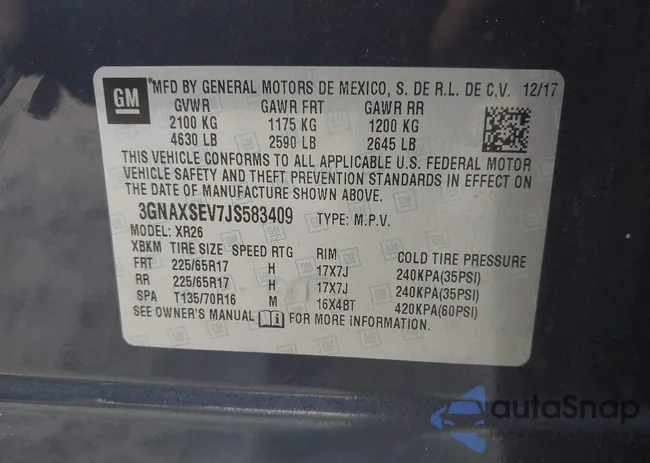 GM
*MFD BY GENERAL MOTORS DE MEXICO, S. DE R.L. DE C.V. 12/17
GVWR GAWR FRT GAWR RR
2100 KG 1175 KG 1200 KG
4630 LB 2590 LB 2645 LB
THIS VEHICLE CONFORMS TO ALL APPLICABLE U.S. FEDERAL MOTOR
VEHICLE SAFETY AND THEFT PREVENTION STANDARDS IN EFFECT ON
THE DATE OF MANUFACTURE SHOWN ABOVE.
3GNAXSEV7JS583409 TYPE: M.P.V.
MODEL: XR26
XBKM TIRE SIZE SPEED RTG RIM COLD TIRE PRESSURE
FRT 225/65R17 H 17X7J 240KPA(35PSI)
RR 225/65R17 H 17X7J 240KPA(35PSI)
SPA T135/70R16 M 16X4BT 420KPA(60PSI)
SEE OWNER'S MANUAL FOR MORE INFORMATION.
autoSnap